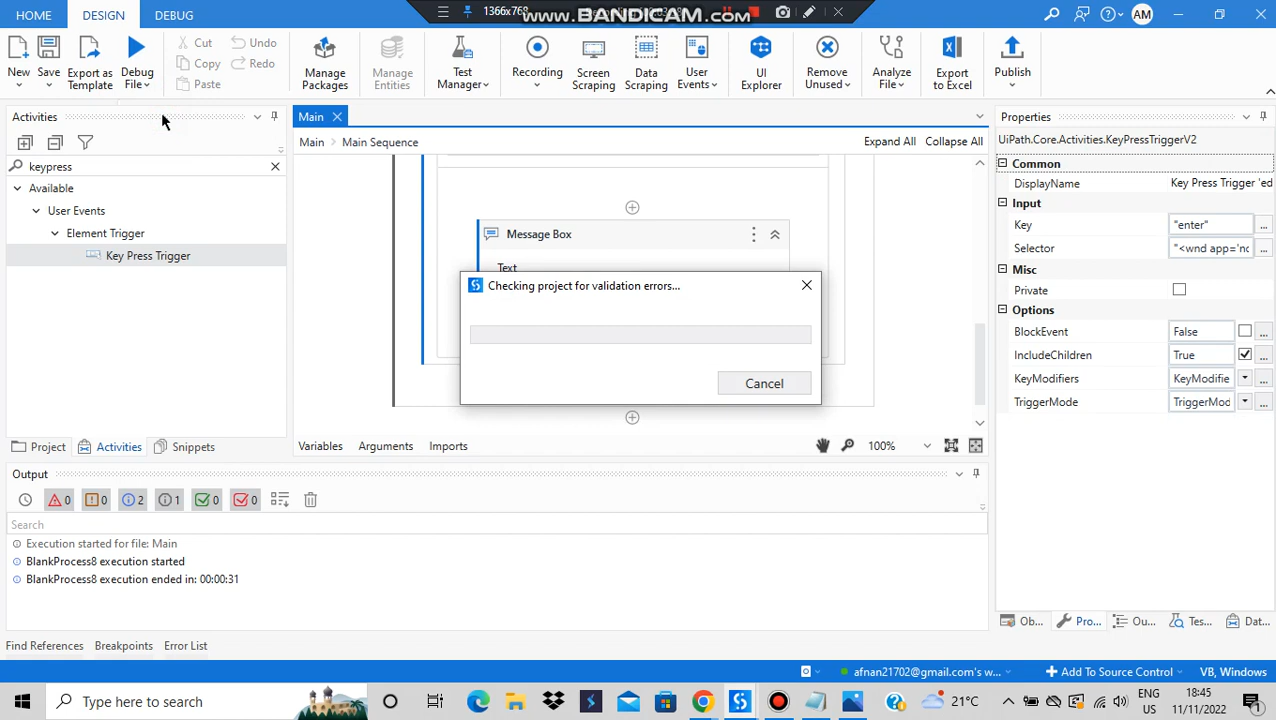 HOME DESIGN DEBUG
1366x768
www.BANDICAM.com
AM
New Save Export as Template Debug File
Cut Copy Paste Undo Redo
Manage Packages Manage Entities Test Manager Recording Screen Scraping Data Scraping User Events UI Explorer Remove Unused Analyze File Export to Excel Publish
Activities
keypress
Available
User Events
Element Trigger
Key Press Trigger
Project Activities Snippets
Main
Main Main Sequence Expand All Collapse All
Message Box
Text
Checking project for validation errors...
Cancel
Variables Arguments Imports 100%
Properties
UiPath.Core.Activities.KeyPressTriggerV2
Common
DisplayName Key Press Trigger 'ed
Input
Key "enter" ...
Selector "<wnd app='nc ...
Misc
Private
Options
BlockEvent False ...
IncludeChildren True ...
KeyModifiers KeyModifie ...
TriggerMode TriggerMod ...
Ob... Pro... Ou... Tes... Dat...
Output
0 0 2 1 0 0
Search
Execution started for file: Main
BlankProcess8 execution started
BlankProcess8 execution ended in: 00:00:31
Find References Breakpoints Error List
afnan21702@gmail.com's w... Add To Source Control VB, Windows
Type here to search
21°C
ENG
US
18:45
11/11/2022
1